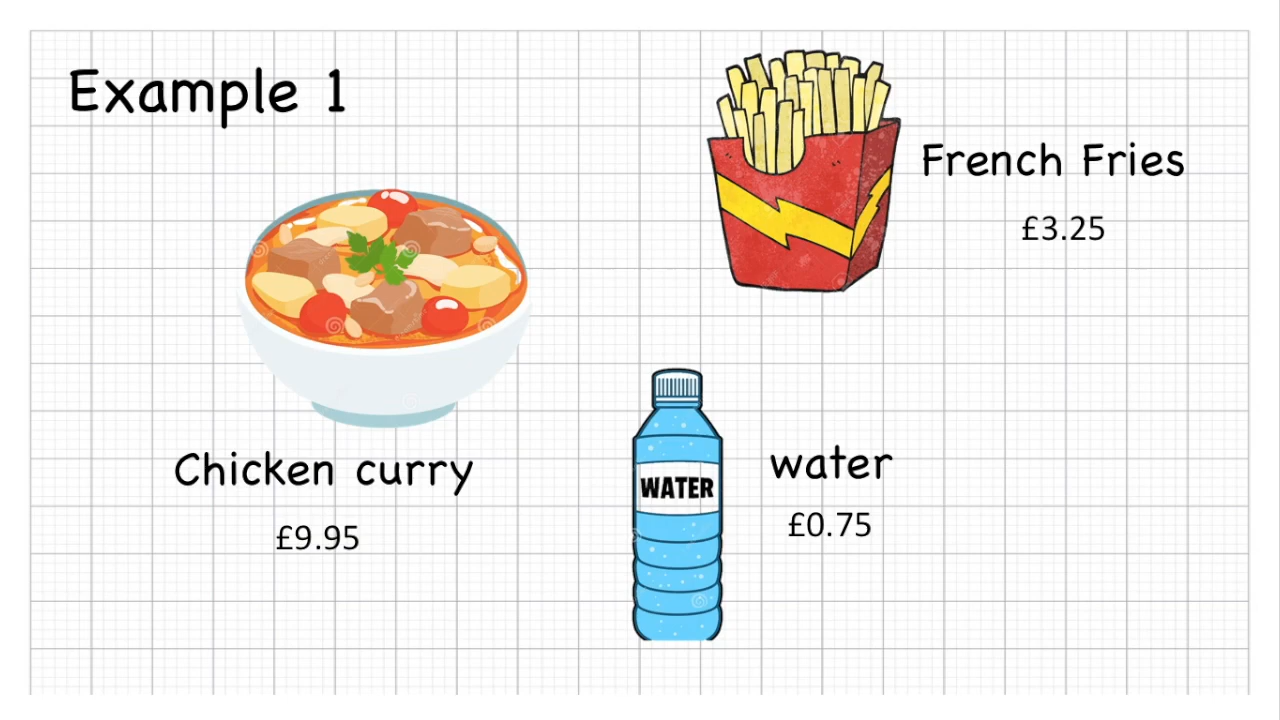 Example 1
French Fries
£3.25
Chicken curry
£9.95
WATER
water
£0.75